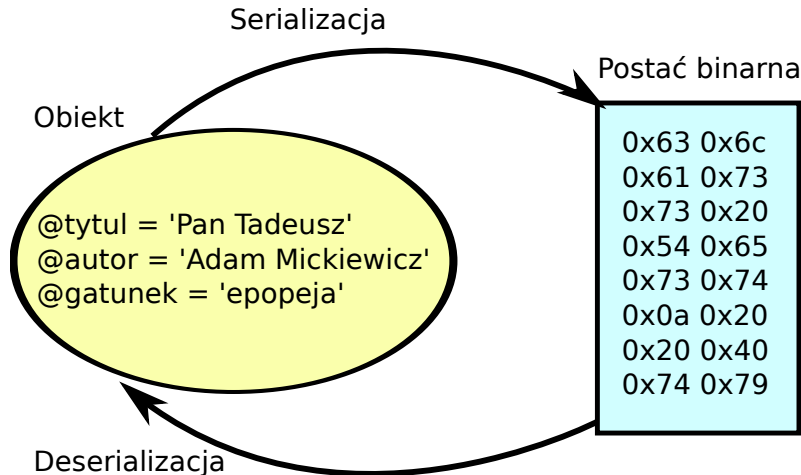 Serializacja
Postać binarna
Obiekt
@tytul = 'Pan Tadeusz'
@autor = 'Adam Mickiewicz'
@gatunek = 'epopeja'
0x63 0x6c
0x61 0x73
0x73 0x20
0x54 0x65
0x73 0x74
0x0a 0x20
0x20 0x40
0x74 0x79
Deserializacja